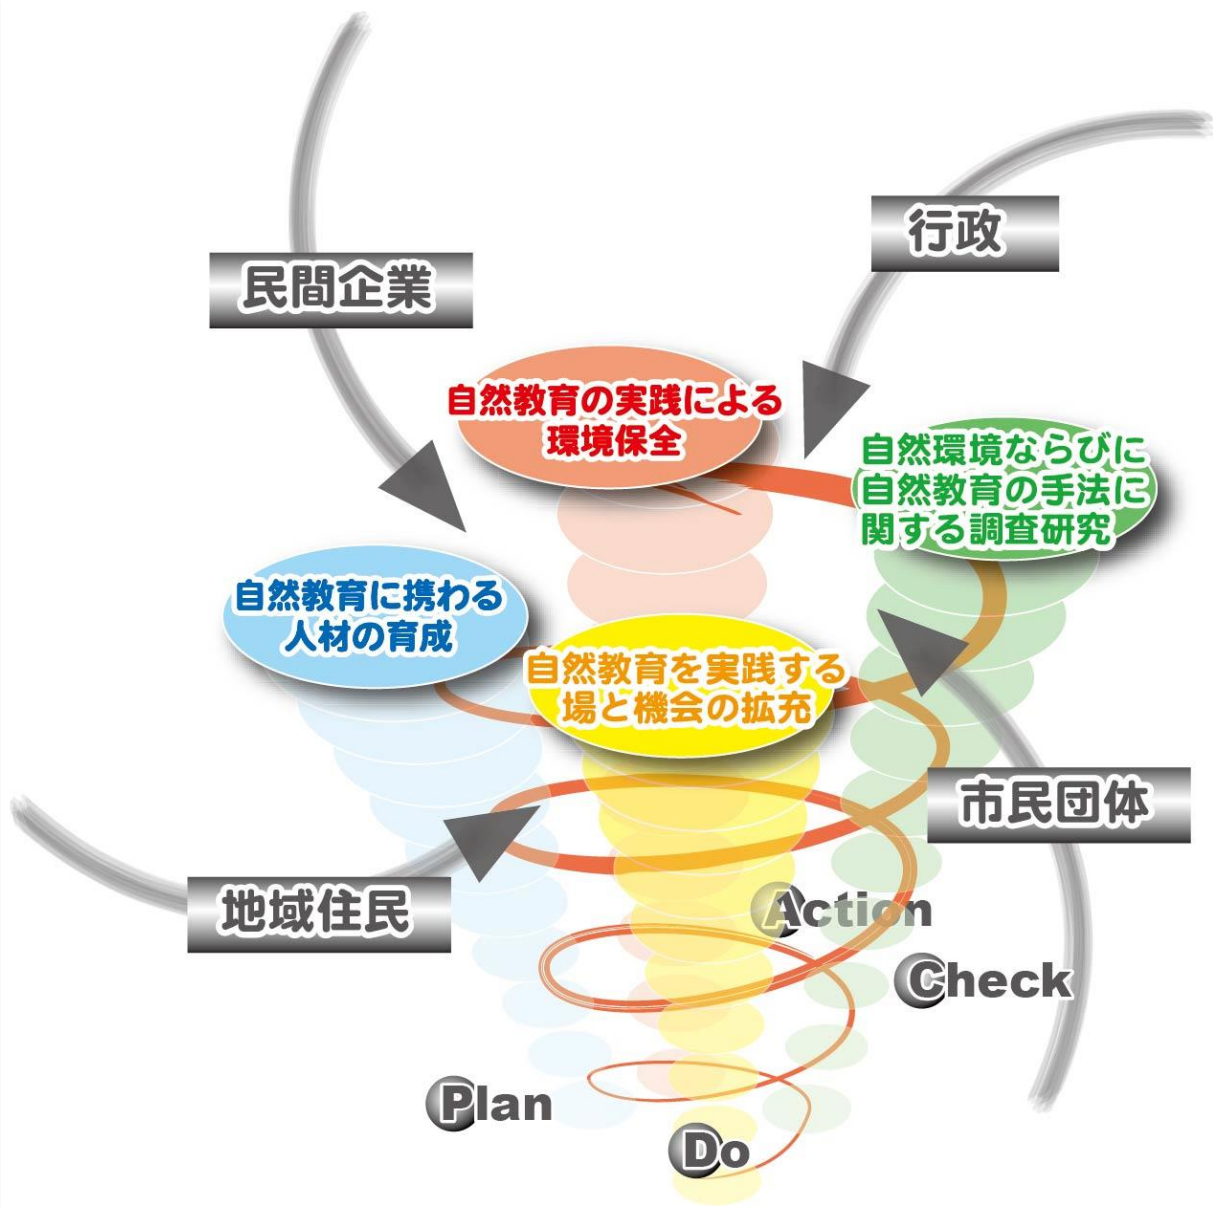 行政
民間企業
自然教育の実践による
環境保全
自然環境ならびに
自然教育の手法に
関する調査研究
自然教育に携わる
人材の育成
自然教育を実践する
場と機会の拡充
市民団体
地域住民
Action
Check
Plan
Do